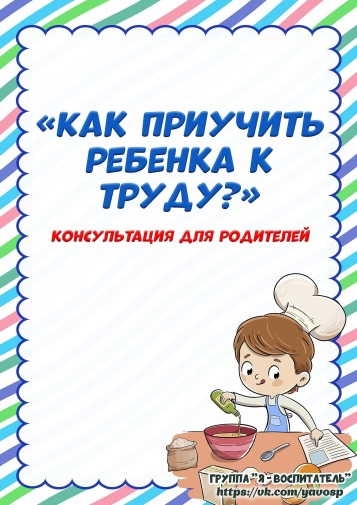 «КАК ПРИУЧИТЬ
РЕБЕНКА К
ТРУДУ?»
КОНСУЛЬТАЦИЯ ДЛЯ РОДИТЕЛЕЙ
ГРУППА "Я - ВОСПИТАТЕЛЬ"
https://vk.com/yavosp